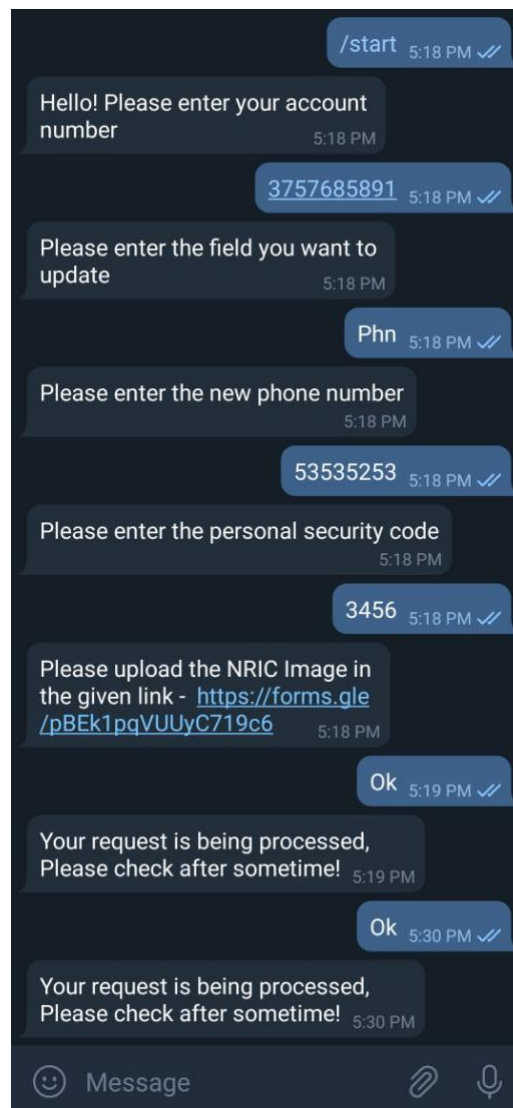 /start 5:18 PM
Hello! Please enter your account
number 5:18 PM
3757685891 5:18 PM
Please enter the field you want to
update 5:18 PM
Phn 5:18 PM
Please enter the new phone number
5:18 PM
53535253 5:18 PM
Please enter the personal security code
5:18 PM
3456 5:18 PM
Please upload the NRIC Image in
the given link - https://forms.gle
/pBEk1pqVUUyC719c6 5:18 PM
Ok 5:19 PM
Your request is being processed,
Please check after sometime! 5:19 PM
Ok 5:30 PM
Your request is being processed,
Please check after sometime! 5:30 PM
Message